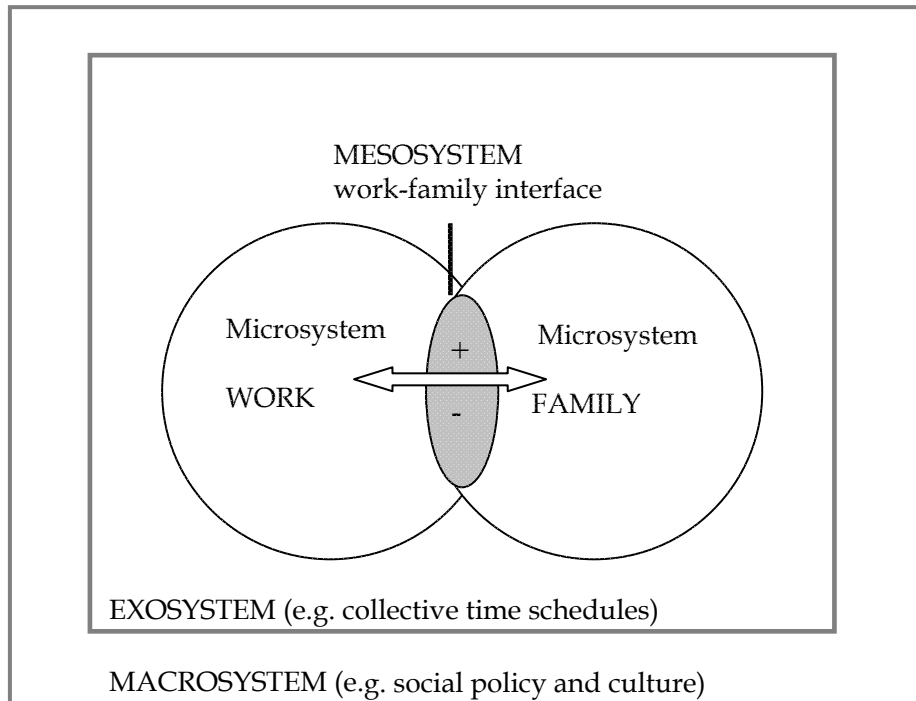 MESOSYSTEM
work-family interface
Microsystem
WORK
+
-
Microsystem
FAMILY
EXOSYSTEM (e.g. collective time schedules)
MACROSYSTEM (e.g. social policy and culture)